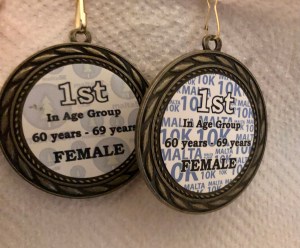 1st
In Age Group
60 years - 69 years
FEMALE
1st
In Age Group
60 years - 69 years
FEMALE
MALTA
10K